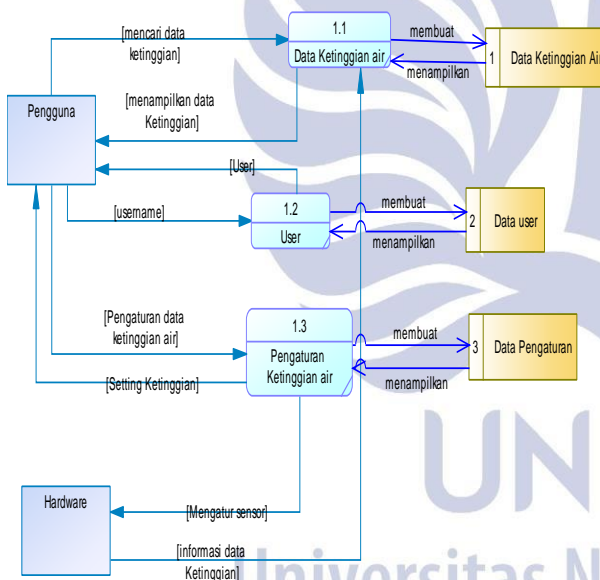 [mencari data
ketinggian]
1.1
Data Ketinggian air
membuat
menampilkan
1
Data Ketinggian Air
Pengguna
[menampilkan data
Ketinggian]
[User]
[username]
1.2
User
membuat
menampilkan
2
Data user
[Pengaturan data
ketinggian air]
[Setting Ketinggian]
1.3
Pengaturan
Ketinggian air
membuat
menampilkan
3
Data Pengaturan
UN
Hardware
[Mengatur sensor]
[informasi data
Ketinggian]
Universitas N